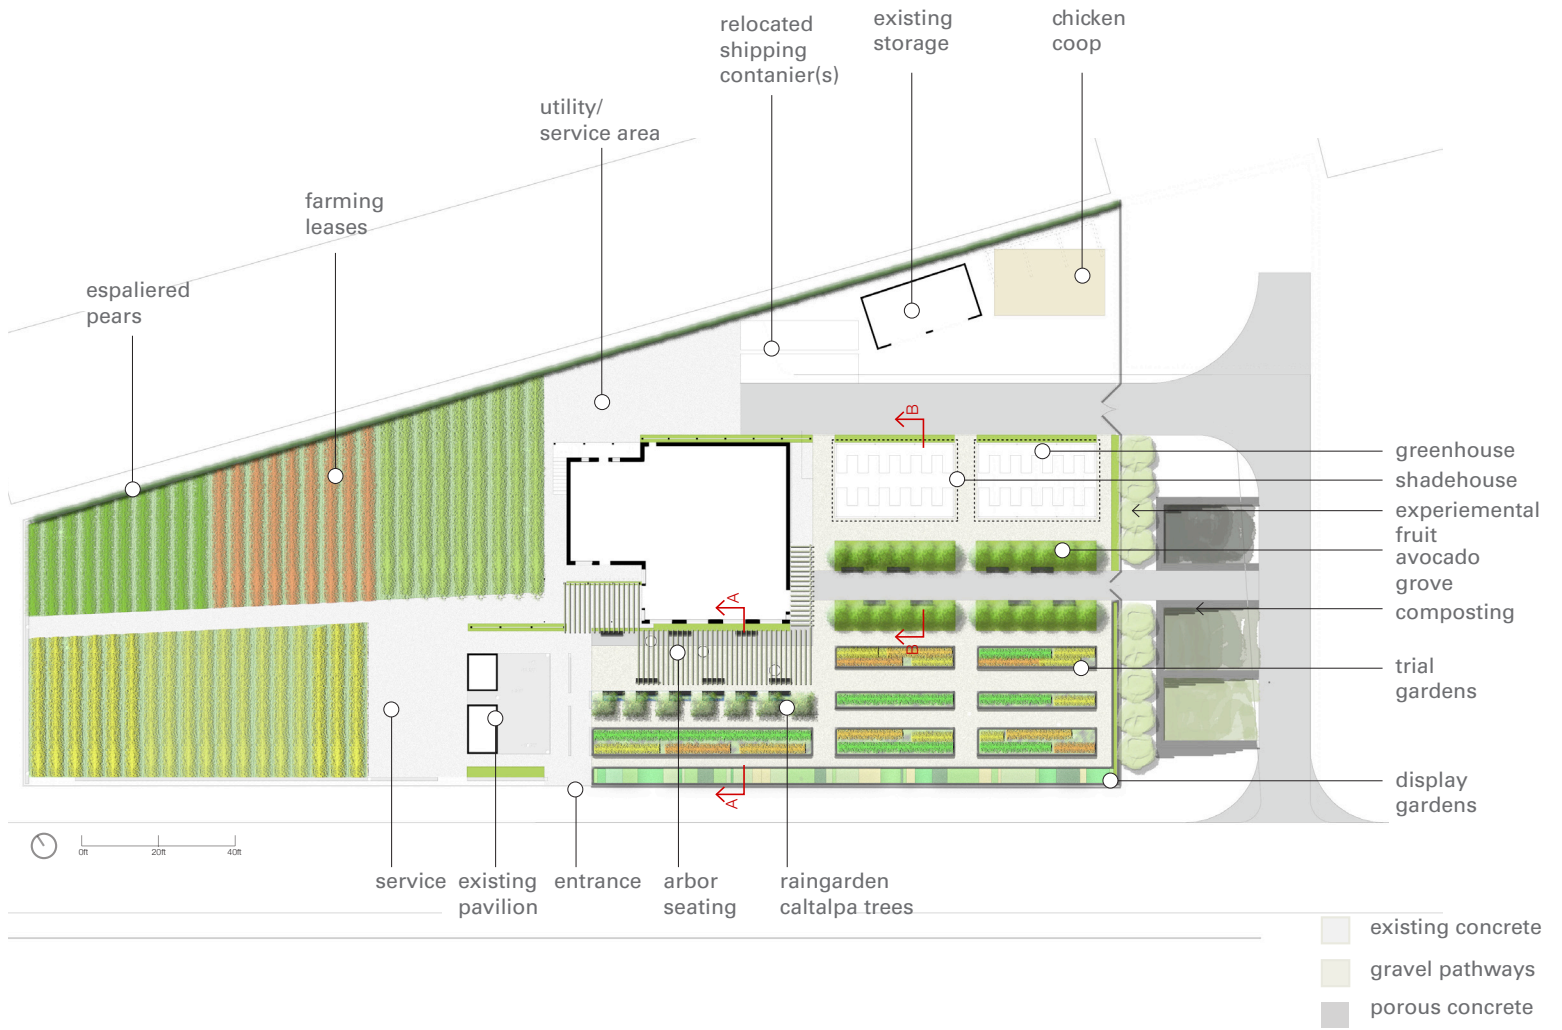 relocated
shipping
contanier(s)
existing
storage
chicken
coop
utility/
service area
farming
leases
espaliered
pears
B
greenhouse
shadehouse
experiemental
fruit
avocado
grove
composting
A
B
trial
gardens
A
display
gardens
0ft 20ft 40ft
service
existing
pavilion
entrance
arbor
seating
raingarden
caltalpa trees
existing concrete
gravel pathways
porous concrete